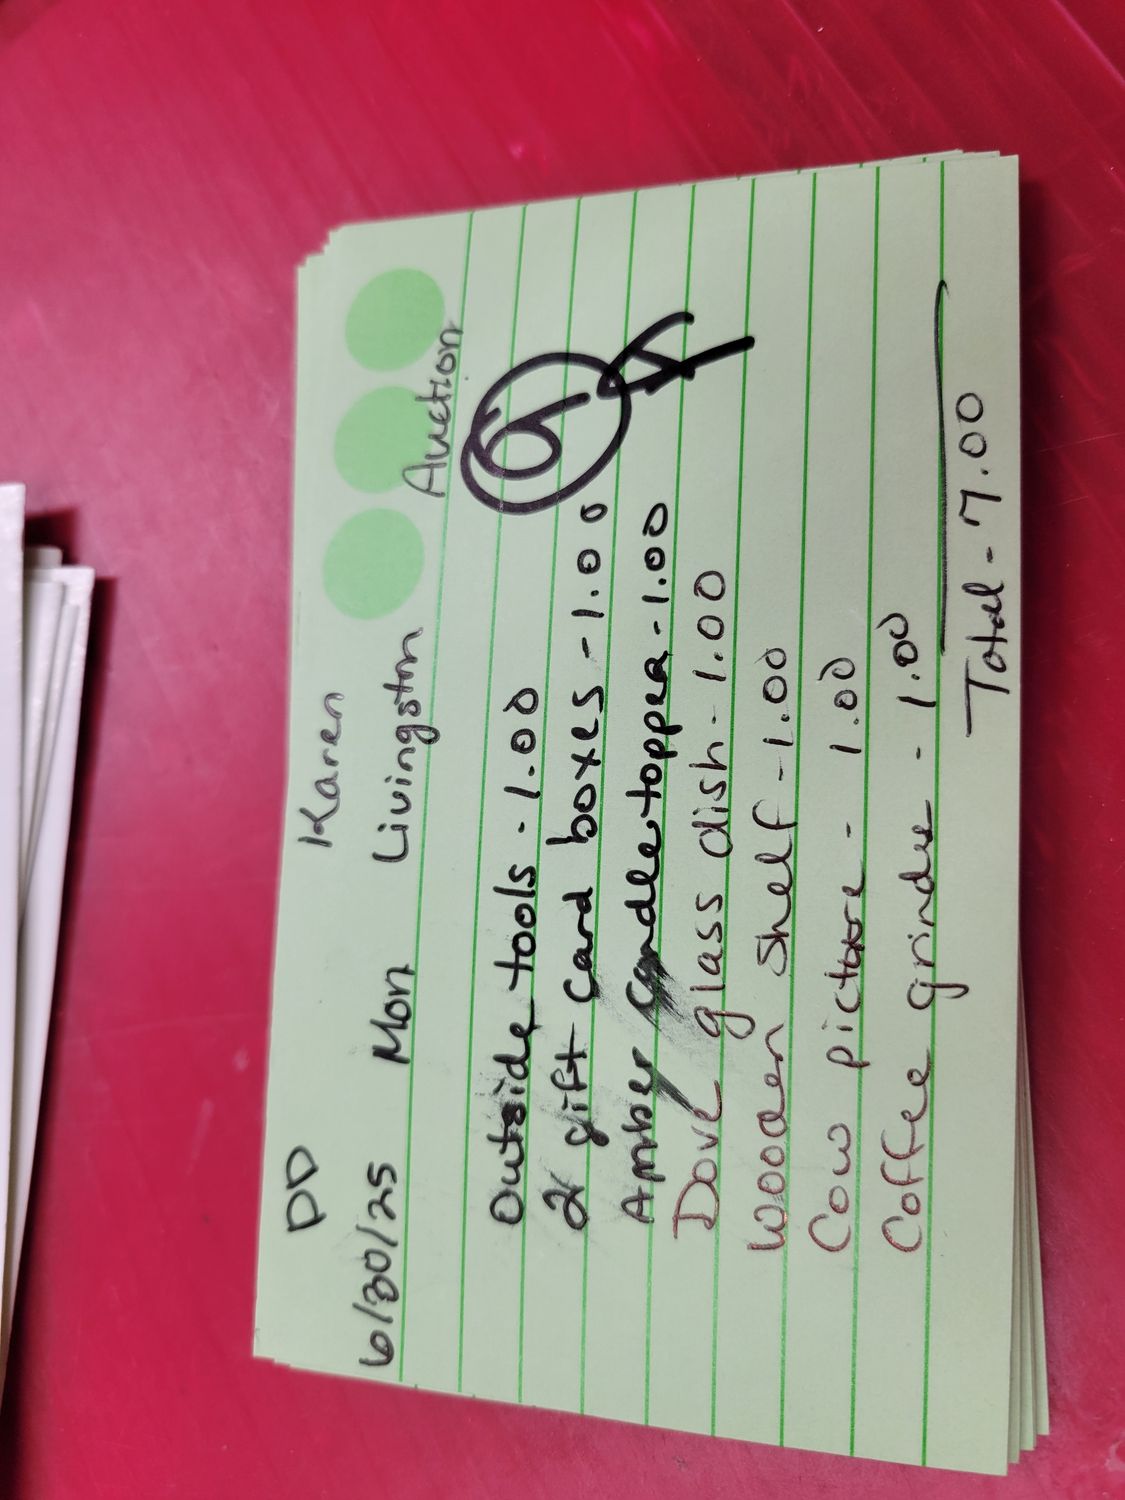 PD Karen
6/30/25 Mon Livingston Auction
Outside tools - 1.00
2 gift card boxes - 1.00
Amber candle topper - 1.00
Dove glass dish - 1.00
Wooden Shelf - 1.00
Cow picture - 1.00
Coffee grinder - 1.00
Total - 7.00